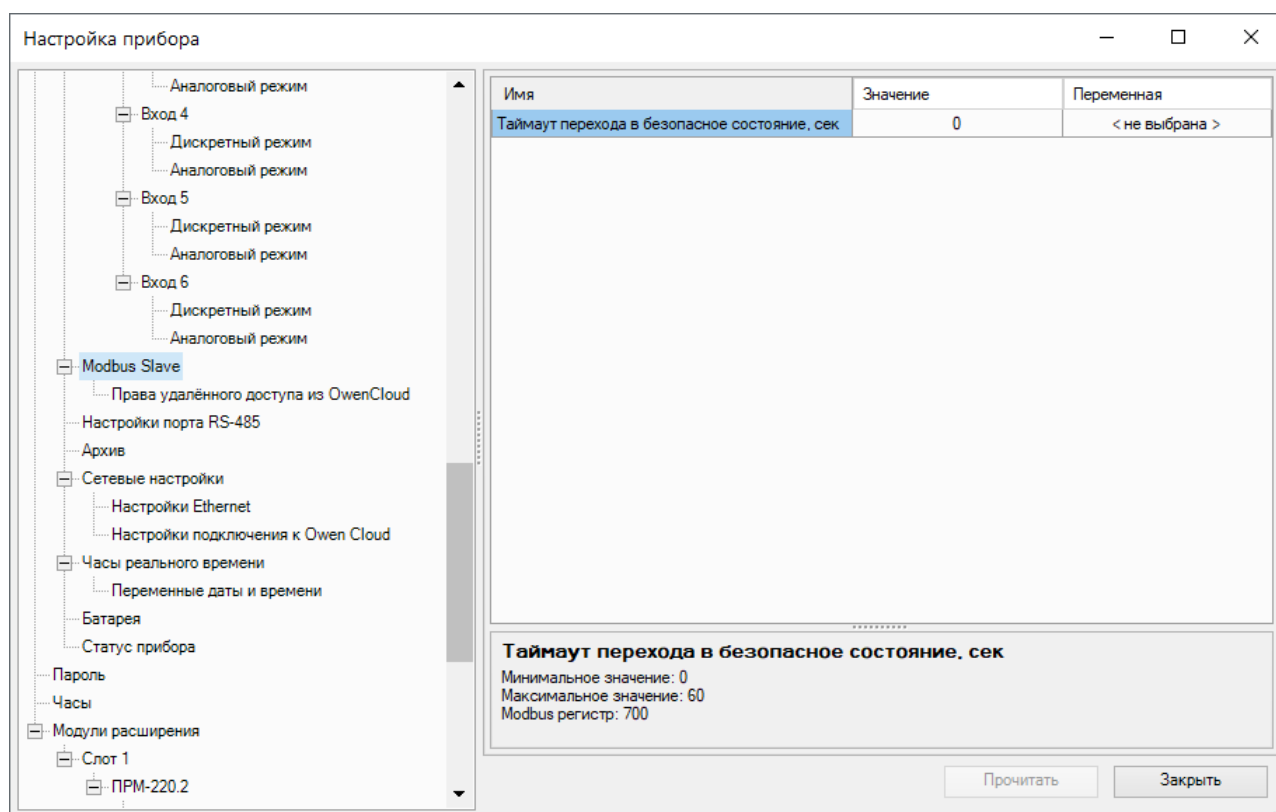 Настройка прибора
Аналоговый режим
Вход 4
Дискретный режим
Аналоговый режим
Вход 5
Дискретный режим
Аналоговый режим
Вход 6
Дискретный режим
Аналоговый режим
Modbus Slave
Права удалённого доступа из OwenCloud
Настройки порта RS-485
Архив
Сетевые настройки
Настройки Ethernet
Настройки подключения к Owen Cloud
Часы реального времени
Переменные даты и времени
Батарея
Статус прибора
Пароль
Часы
Модули расширения
Слот 1
ПРМ-220.2
Имя Значение Переменная
Таймаут перехода в безопасное состояние, сек 0 < не выбрана >
Таймаут перехода в безопасное состояние, сек
Минимальное значение: 0
Максимальное значение: 60
Modbus регистр: 700
Прочитать Закрыть